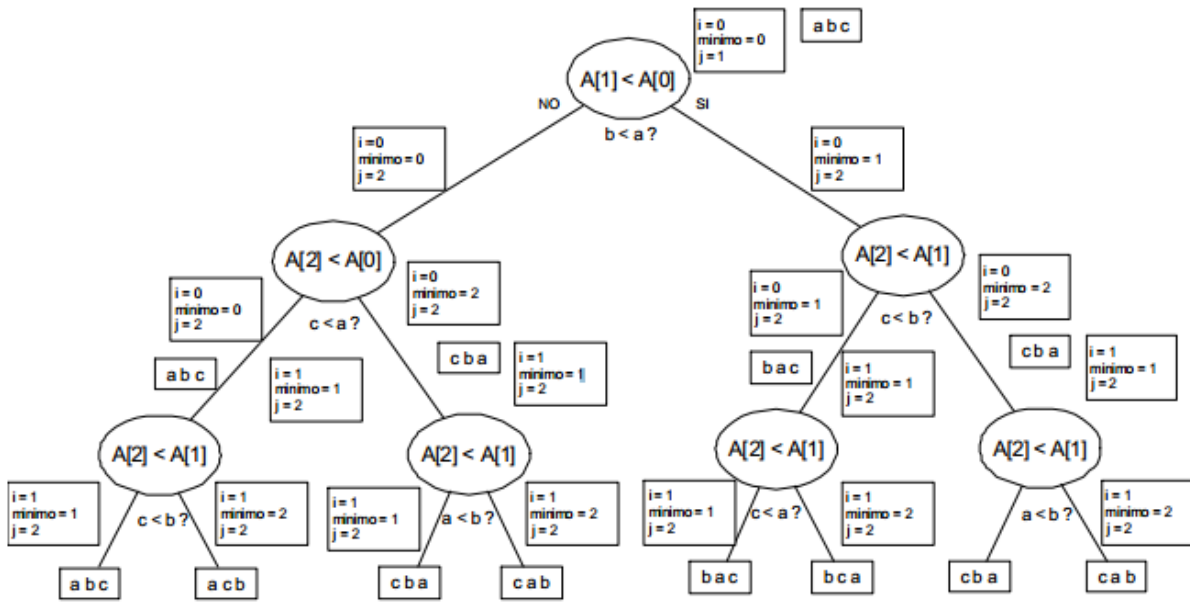 i = 0
minimo = 0
j = 1
a b c
A[1] < A[0]
NO
SI
b < a ?
i =0
minimo = 0
j = 2
i = 0
minimo = 1
j = 2
A[2] < A[0]
A[2] < A[1]
i = 0
minimo = 0
j = 2
c < a ?
i = 0
minimo = 2
j = 2
i = 0
minimo = 1
j = 2
c < b ?
i = 0
minimo = 2
j = 2
a b c
i = 1
minimo = 1
j = 2
c b a
i = 1
minimo = 1
j = 2
b a c
i = 1
minimo = 1
j = 2
c b a
i = 1
minimo = 1
j = 2
A[2] < A[1]
A[2] < A[1]
A[2] < A[1]
A[2] < A[1]
i = 1
minimo = 1
j = 2
c < b ?
i = 1
minimo = 2
j = 2
i = 1
minimo = 1
j = 2
a < b ?
i = 1
minimo = 2
j = 2
i = 1
minimo = 1
j = 2
c < a ?
i = 1
minimo = 2
j = 2
i = 1
minimo = 1
j = 2
a < b ?
i = 1
minimo = 2
j = 2
a b c
a c b
c b a
c a b
b a c
b c a
c b a
c a b